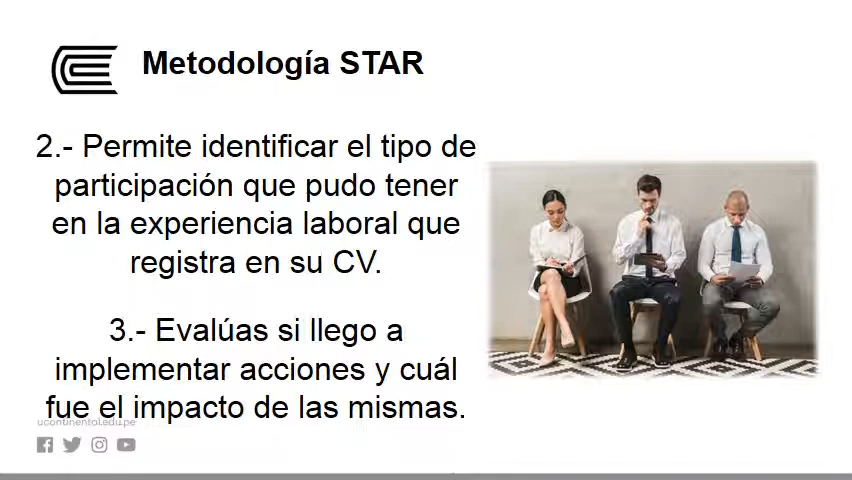 Metodología STAR
2.- Permite identificar el tipo de
participación que pudo tener
en la experiencia laboral que
registra en su CV.
3.- Evalúas si llego a
implementar acciones y cuál
fue el impacto de las mismas.
ucontinental.edu.pe